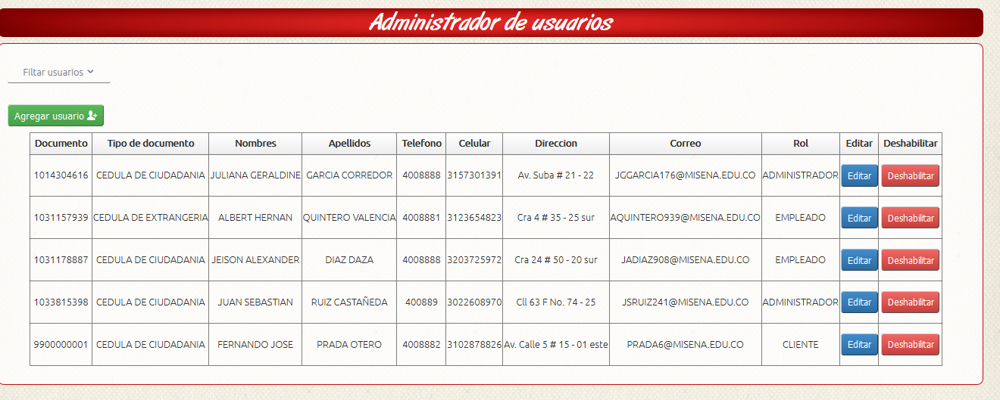 Administrador de usuarios
Filtar usuarios
Agregar usuario
Documento Tipo de documento Nombres Apellidos Telefono Celular Direccion Correo Rol Editar Deshabilitar
1014304616 CEDULA DE CIUDADANIA JULIANA GERALDINE GARCIA CORREDOR 4008888 3157301391 Av. Suba # 21 - 22 JGGARCIA176@MISENA.EDU.CO ADMINISTRADOR Editar Deshabilitar
1031157939 CEDULA DE EXTRANGERIA ALBERT HERNAN QUINTERO VALENCIA 4008881 3123654823 Cra 4 # 35 - 25 sur AQUINTERO939@MISENA.EDU.CO EMPLEADO Editar Deshabilitar
1031178887 CEDULA DE CIUDADANIA JEISON ALEXANDER DIAZ DAZA 4008888 3203725972 Cra 24 # 50 - 20 sur JADIAZ908@MISENA.EDU.CO EMPLEADO Editar Deshabilitar
1033815398 CEDULA DE CIUDADANIA JUAN SEBASTIAN RUIZ CASTAÑEDA 400889 3022608970 Cll 63 F No. 74 - 25 JSRUIZ241@MISENA.EDU.CO ADMINISTRADOR Editar Deshabilitar
9900000001 CEDULA DE CIUDADANIA FERNANDO JOSE PRADA OTERO 4008882 3102878826 Av. Calle 5 # 15 - 01 este PRADA6@MISENA.EDU.CO CLIENTE Editar Deshabilitar